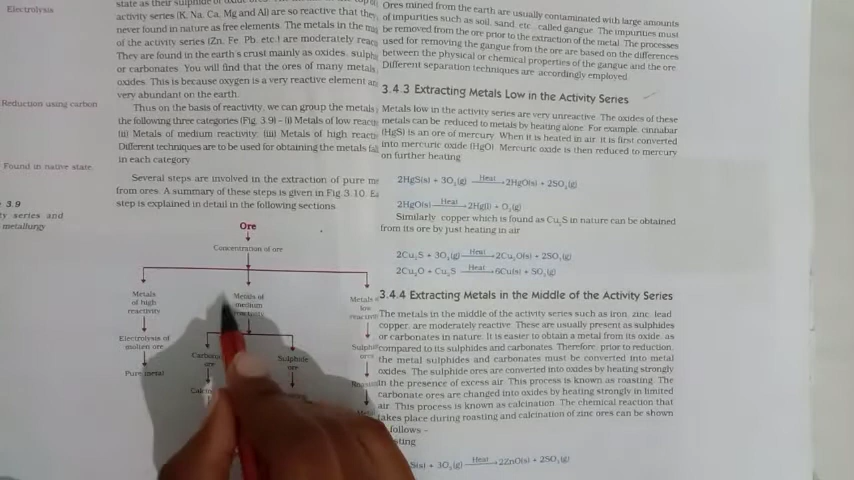 Electrolysis
Reduction using carbon
Found in native state
3.9
ty series and
metallurgy
state as their sulphide or oxide ores.
activity series (K, Na, Ca, Mg and Al) are so reactive that they
never found in nature as free elements. The metals in the
of the activity series (Zn, Fe, Pb, etc.) are moderately
They are found in the earth's crust mainly as oxides,
or carbonates. You will find that the ores of many metals
oxides. This is because oxygen is a very reactive element
very abundant on the earth.
Thus on the basis of reactivity, we can group the metals
the following three categories (Fig. 3.9) – (i) Metals of low
(ii) Metals of medium reactivity; (iii) Metals of high
Different techniques are to be used for obtaining the metals
in each category.
Several steps are involved in the extraction of pure
from ores. A summary of these steps is given in Fig. 3.10.
step is explained in detail in the following sections.
Ore
Concentration of ore
Metals
of high
reactivity
Electrolysis of
molten ore
Pure metal
Metals of
medium
Sulphide
ore
Metals
low
Ores mined from the earth are usually contaminated with large amounts
of impurities such as soil, sand, etc., called gangue. The impurities must
be removed from the ore prior to the extraction of the metal. The processes
used for removing the gangue from the ore are based on the differences
between the physical or chemical properties of the gangue and the ore.
Different separation techniques are accordingly employed.
3.4.3 Extracting Metals Low in the Activity Series
Metals low in the activity series are very unreactive. The oxides of these
metals can be reduced to metals by heating alone. For example, cinnabar
(HgS) is an ore of mercury. When it is heated in air, it is first converted
into mercuric oxide (HgO). Mercuric oxide is then reduced to mercury
on further heating.
2HgS(s) + 3O₂(g) Heat→ 2HgO(s) + 2SO₂(g)
2HgO(s) Heat→ 2Hg(l) + O₂(g)
Similarly, copper which is found as Cu₂S in nature can be obtained
from its ore by just heating in air.
2Cu₂S + 3O₂(g) Heat→ 2Cu₂O(s) + 2SO₂(g)
2Cu₂O + Cu₂S Heat→ 6Cu(s) + SO₂(g)
3.4.4 Extracting Metals in the Middle of the Activity Series
The metals in the middle of the activity series such as iron, zinc, lead,
copper, are moderately reactive. These are usually present as sulphides
or carbonates in nature. It is easier to obtain a metal from its oxide, as
compared to its sulphides and carbonates. Therefore, prior to reduction,
the metal sulphides and carbonates must be converted into metal
oxides. The sulphide ores are converted into oxides by heating strongly
in the presence of excess air. This process is known as roasting. The
carbonate ores are changed into oxides by heating strongly in limited
air. This process is known as calcination. The chemical reaction that
takes place during roasting and calcination of zinc ores can be shown
follows –
sting
S(s) + 3O₂(g) Heat→ 2ZnO(s) + 2SO₂(g)